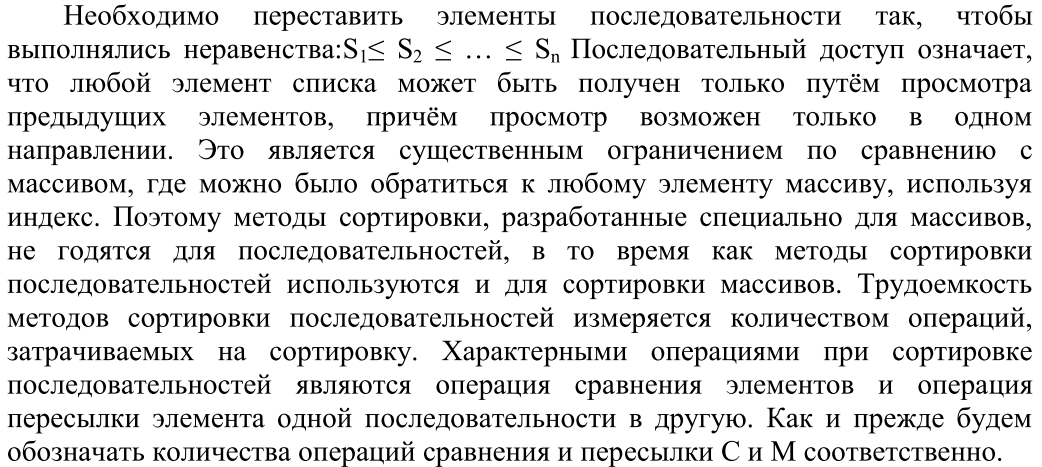 Необходимо переставить элементы последовательности так, чтобы
выполнялись неравенства:S₁≤ S₂ ≤ … ≤ Sₙ Последовательный доступ означает,
что любой элемент списка может быть получен только путём просмотра
предыдущих элементов, причём просмотр возможен только в одном
направлении. Это является существенным ограничением по сравнению с
массивом, где можно было обратиться к любому элементу массиву, используя
индекс. Поэтому методы сортировки, разработанные специально для массивов,
не годятся для последовательностей, в то время как методы сортировки
последовательностей используются и для сортировки массивов. Трудоемкость
методов сортировки последовательностей измеряется количеством операций,
затрачиваемых на сортировку. Характерными операциями при сортировке
последовательностей являются операция сравнения элементов и операция
пересылки элемента одной последовательности в другую. Как и прежде будем
обозначать количества операций сравнения и пересылки С и М соответственно.